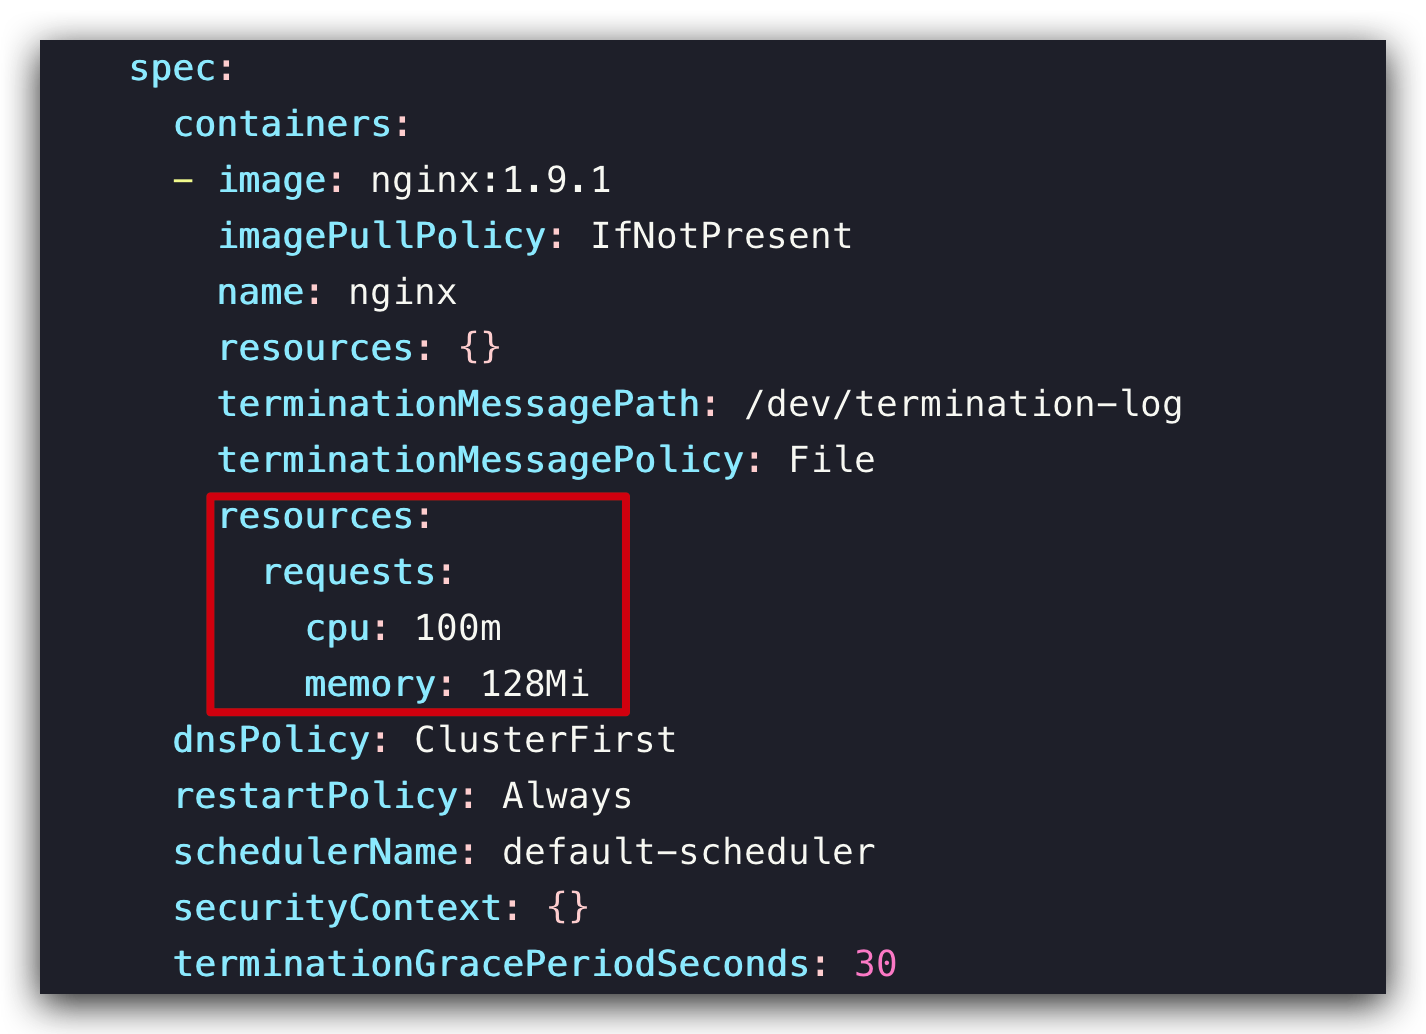 spec:
  containers:
  - image: nginx:1.9.1
    imagePullPolicy: IfNotPresent
    name: nginx
    resources: {}
    terminationMessagePath: /dev/termination-log
    terminationMessagePolicy: File
    resources:
      requests:
        cpu: 100m
        memory: 128Mi
  dnsPolicy: ClusterFirst
  restartPolicy: Always
  schedulerName: default-scheduler
  securityContext: {}
  terminationGracePeriodSeconds: 30